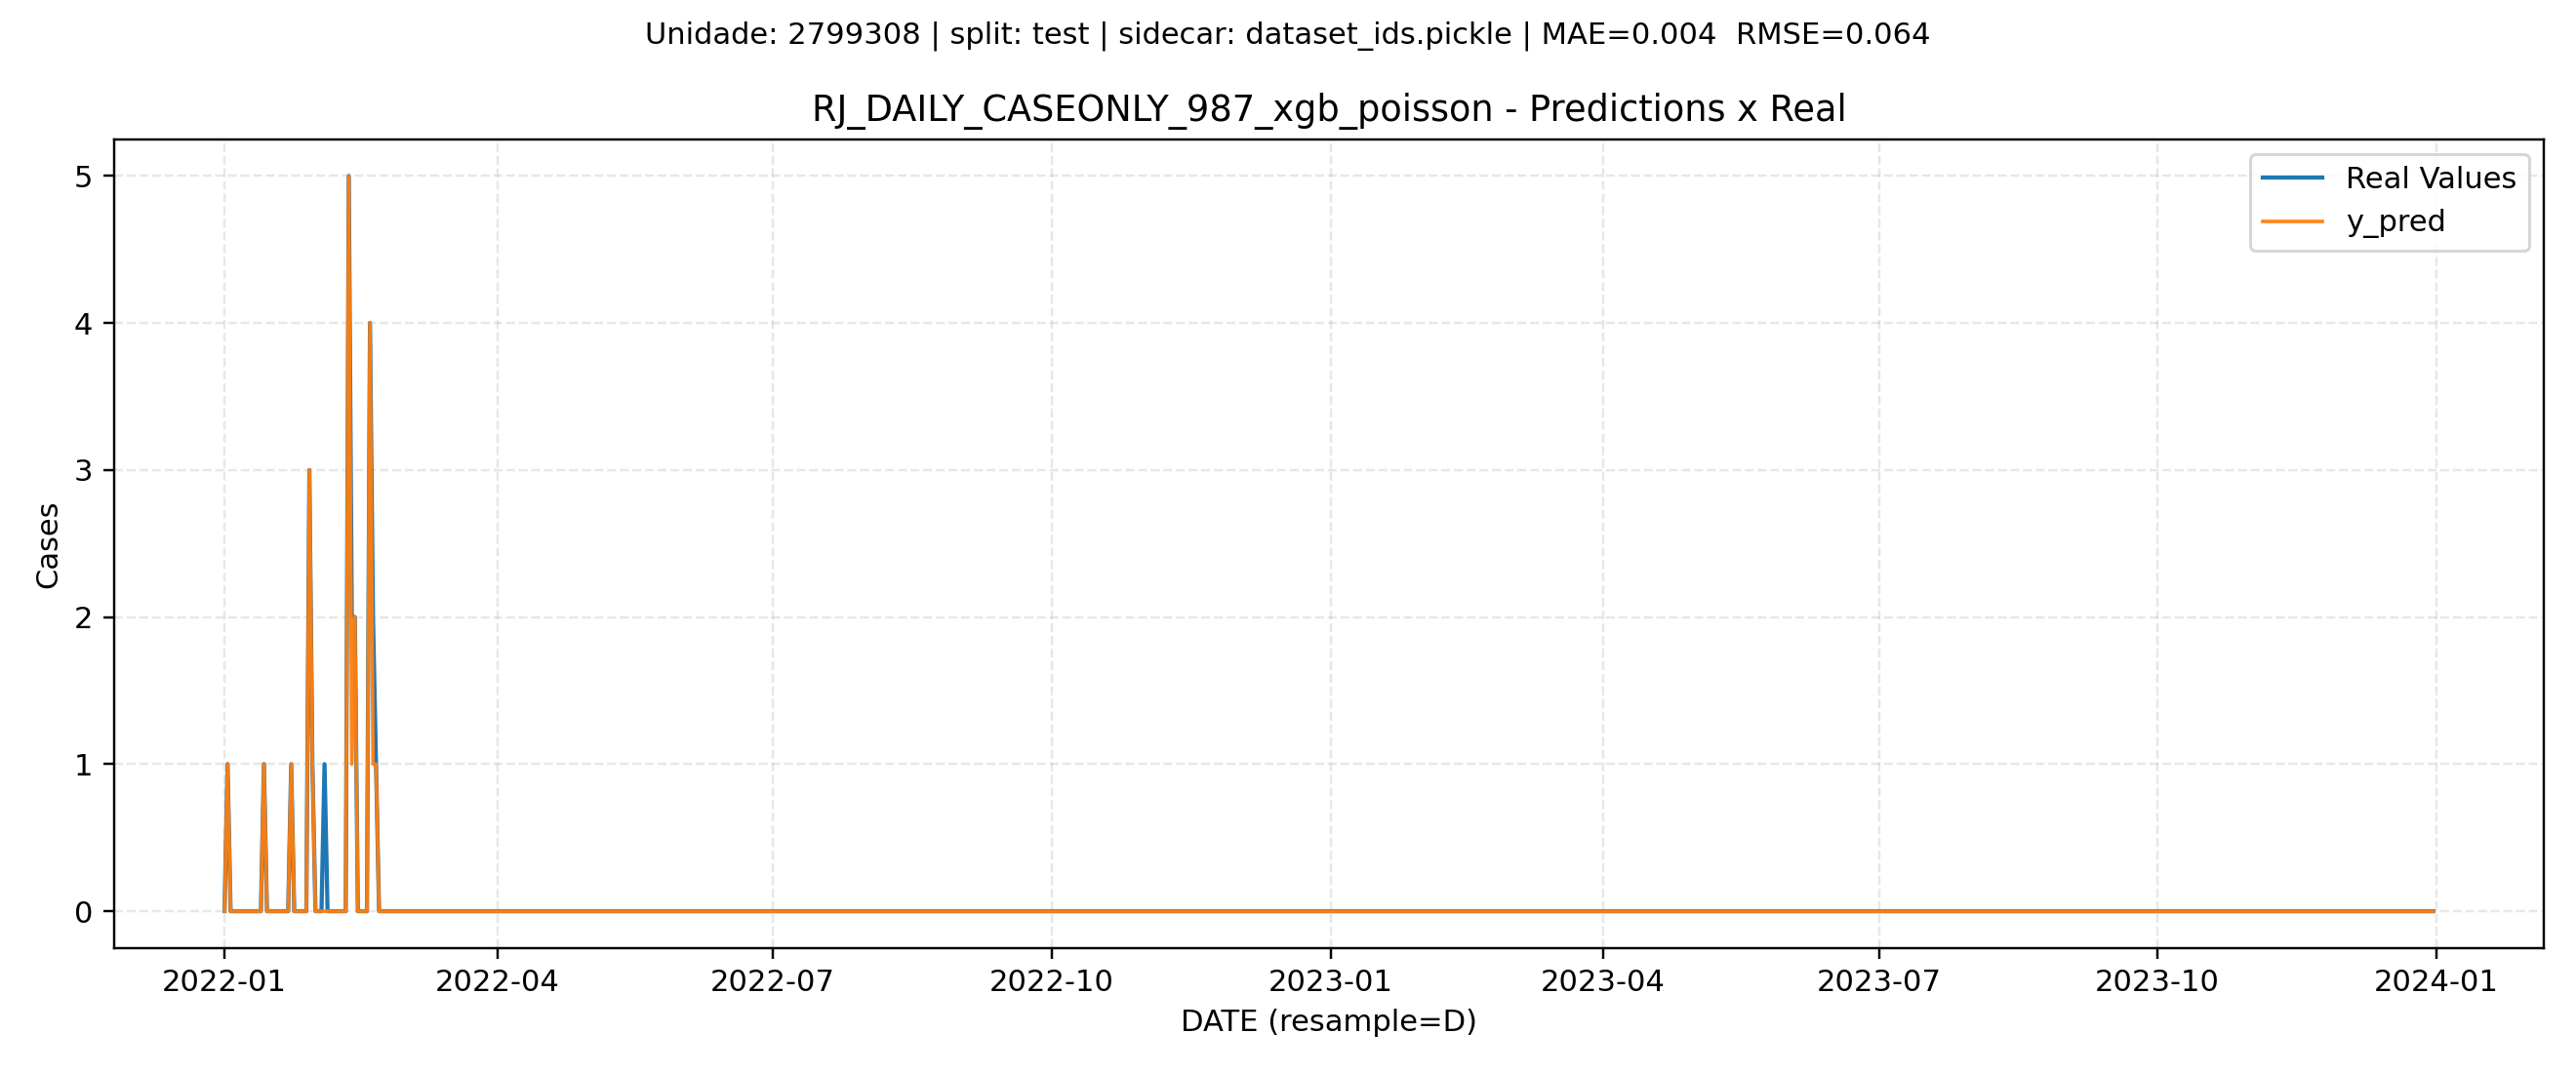 Unidade: 2799308 | split: test | sidecar: dataset_ids.pickle | MAE=0.004  RMSE=0.064
RJ_DAILY_CASEONLY_987_xgb_poisson - Predictions x Real
Real Values
y_pred
5
4
3
2
1
0
Cases
2022-01
2022-04
2022-07
2022-10
2023-01
2023-04
2023-07
2023-10
2024-01
DATE (resample=D)